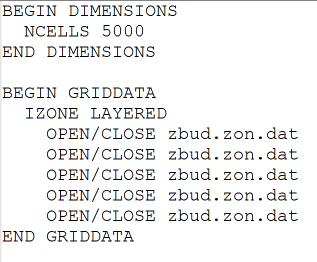 BEGIN DIMENSIONS
NCELLS 5000
END DIMENSIONS
BEGIN GRIDDATA
IZONE LAYERED
OPEN/CLOSE zbud.zon.dat
OPEN/CLOSE zbud.zon.dat
OPEN/CLOSE zbud.zon.dat
OPEN/CLOSE zbud.zon.dat
OPEN/CLOSE zbud.zon.dat
END GRIDDATA